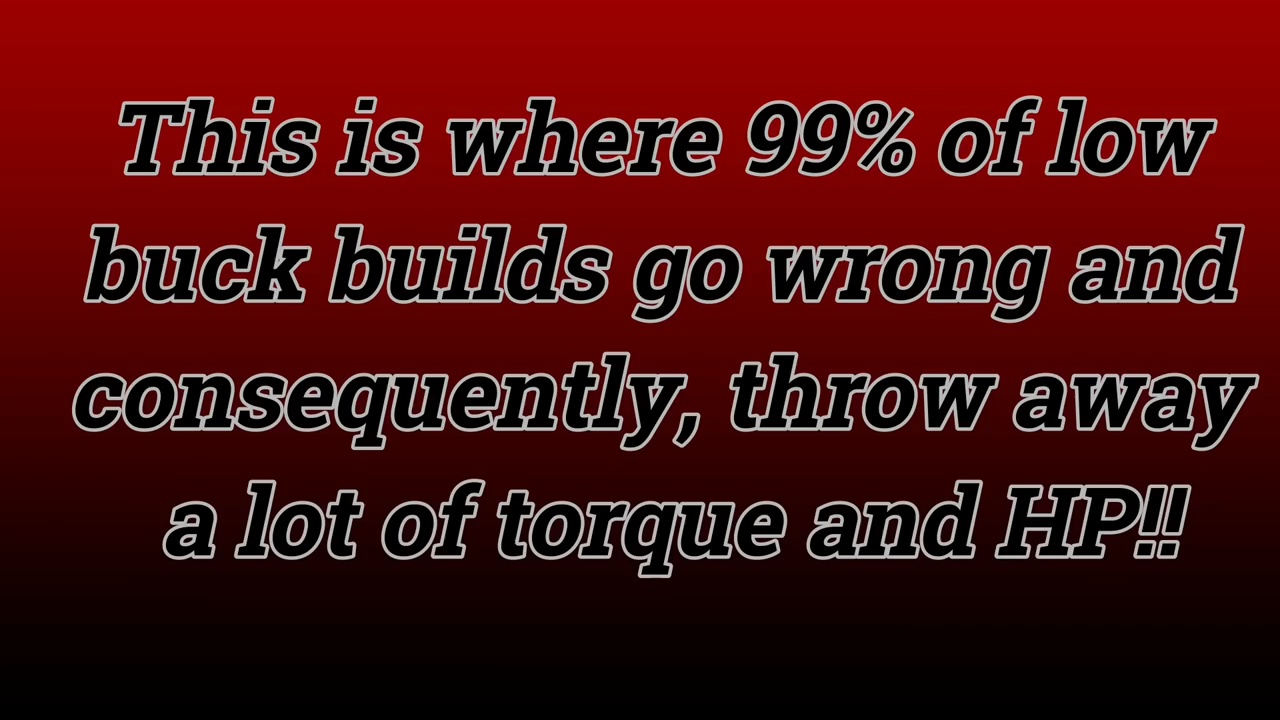 This is where 99% of low
buck builds go wrong and
consequently, throw away
a lot of torque and HP!!